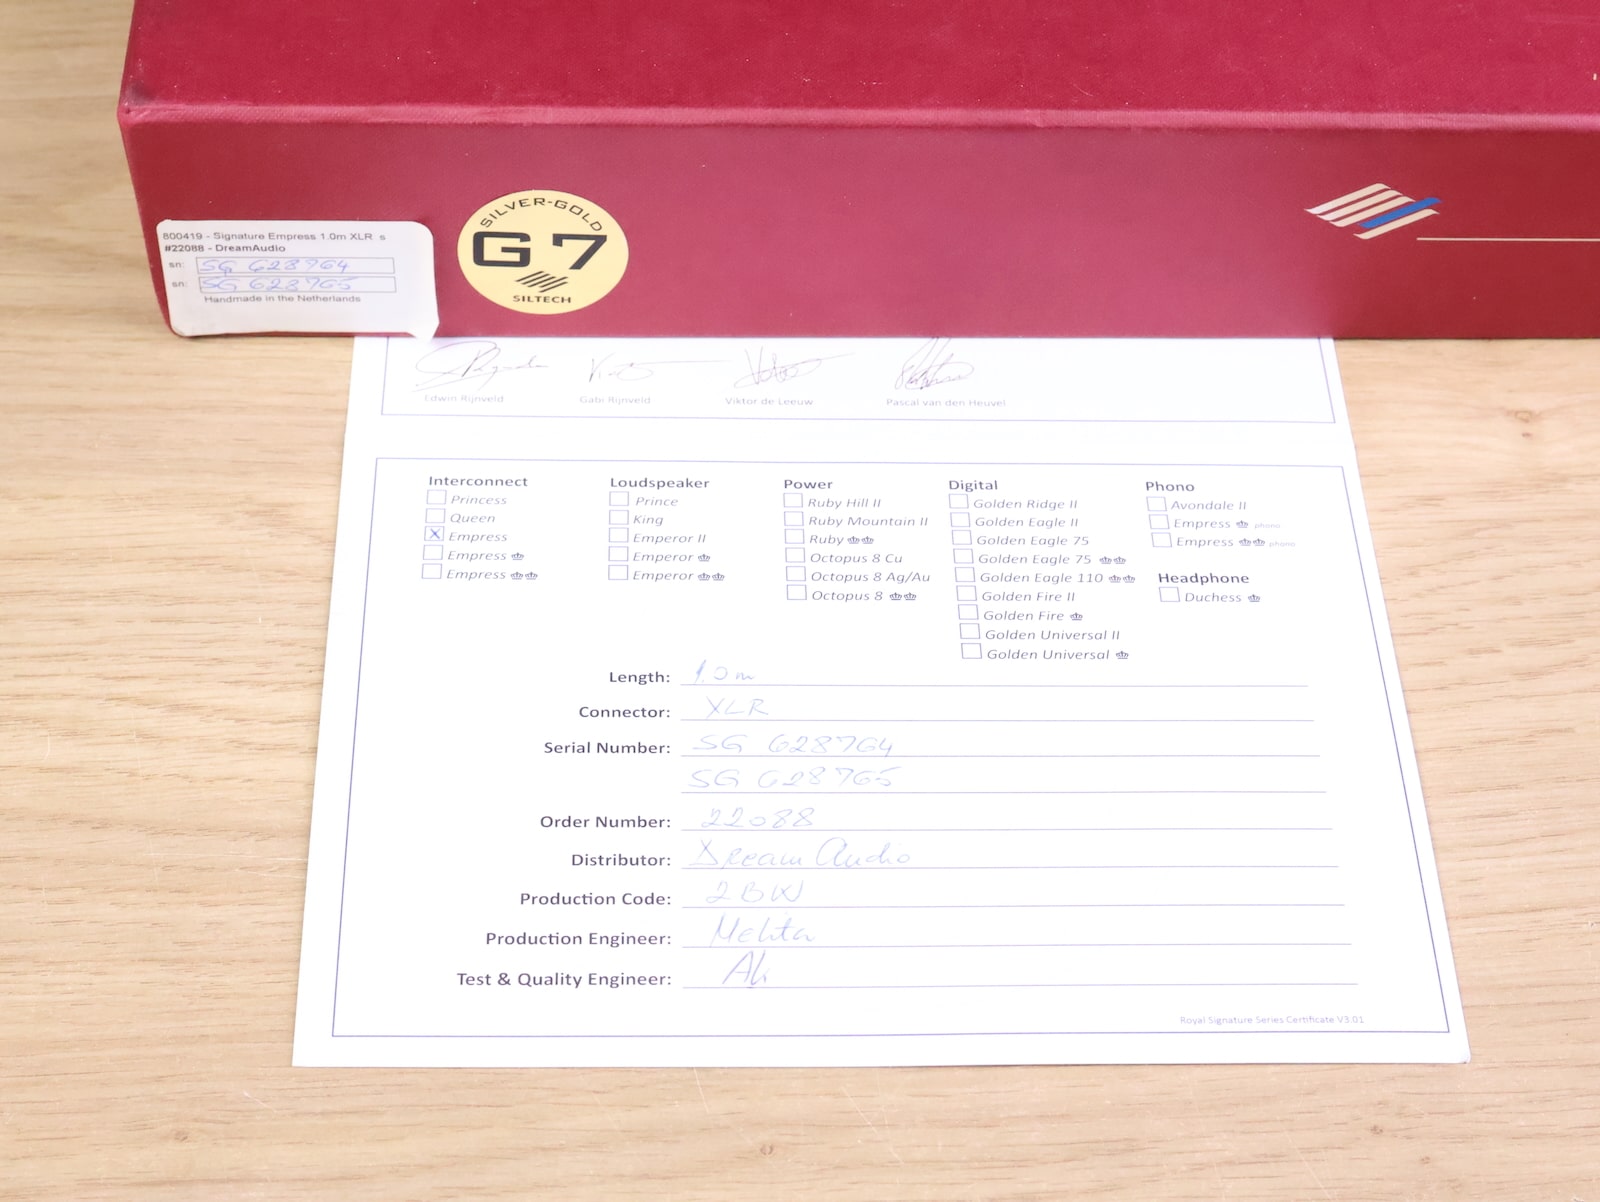 800419 - Signature Empress 1.0m XLR s
#22088 - DreamAudio
sn: SG 628764
sn: SG 628765
Handmade in the Netherlands
SILVER-GOLD
G7
SILTECH
Edwin Rijnveld
Gabi Rijnveld
Viktor de Leeuw
Pascal van den Heuvel
Interconnect
Princess
Queen
X Empress
Empress
Empress
Loudspeaker
Prince
King
Emperor II
Emperor
Emperor
Power
Ruby Hill II
Ruby Mountain II
Ruby
Octopus 8 Cu
Octopus 8 Ag/Au
Octopus 8
Digital
Golden Ridge II
Golden Eagle II
Golden Eagle 75
Golden Eagle 75
Golden Eagle 110
Golden Fire II
Golden Fire
Golden Universal II
Golden Universal
Phono
Avondale II
Empress phono
Empress phono
Headphone
Duchess
Length: 1.0 m
Connector: XLR
Serial Number: SG 628764
SG 628765
Order Number: 22088
Distributor: Dream Audio
Production Code: 2BW
Production Engineer: Mehta
Test & Quality Engineer:
Royal Signature Series Certificate V3.01